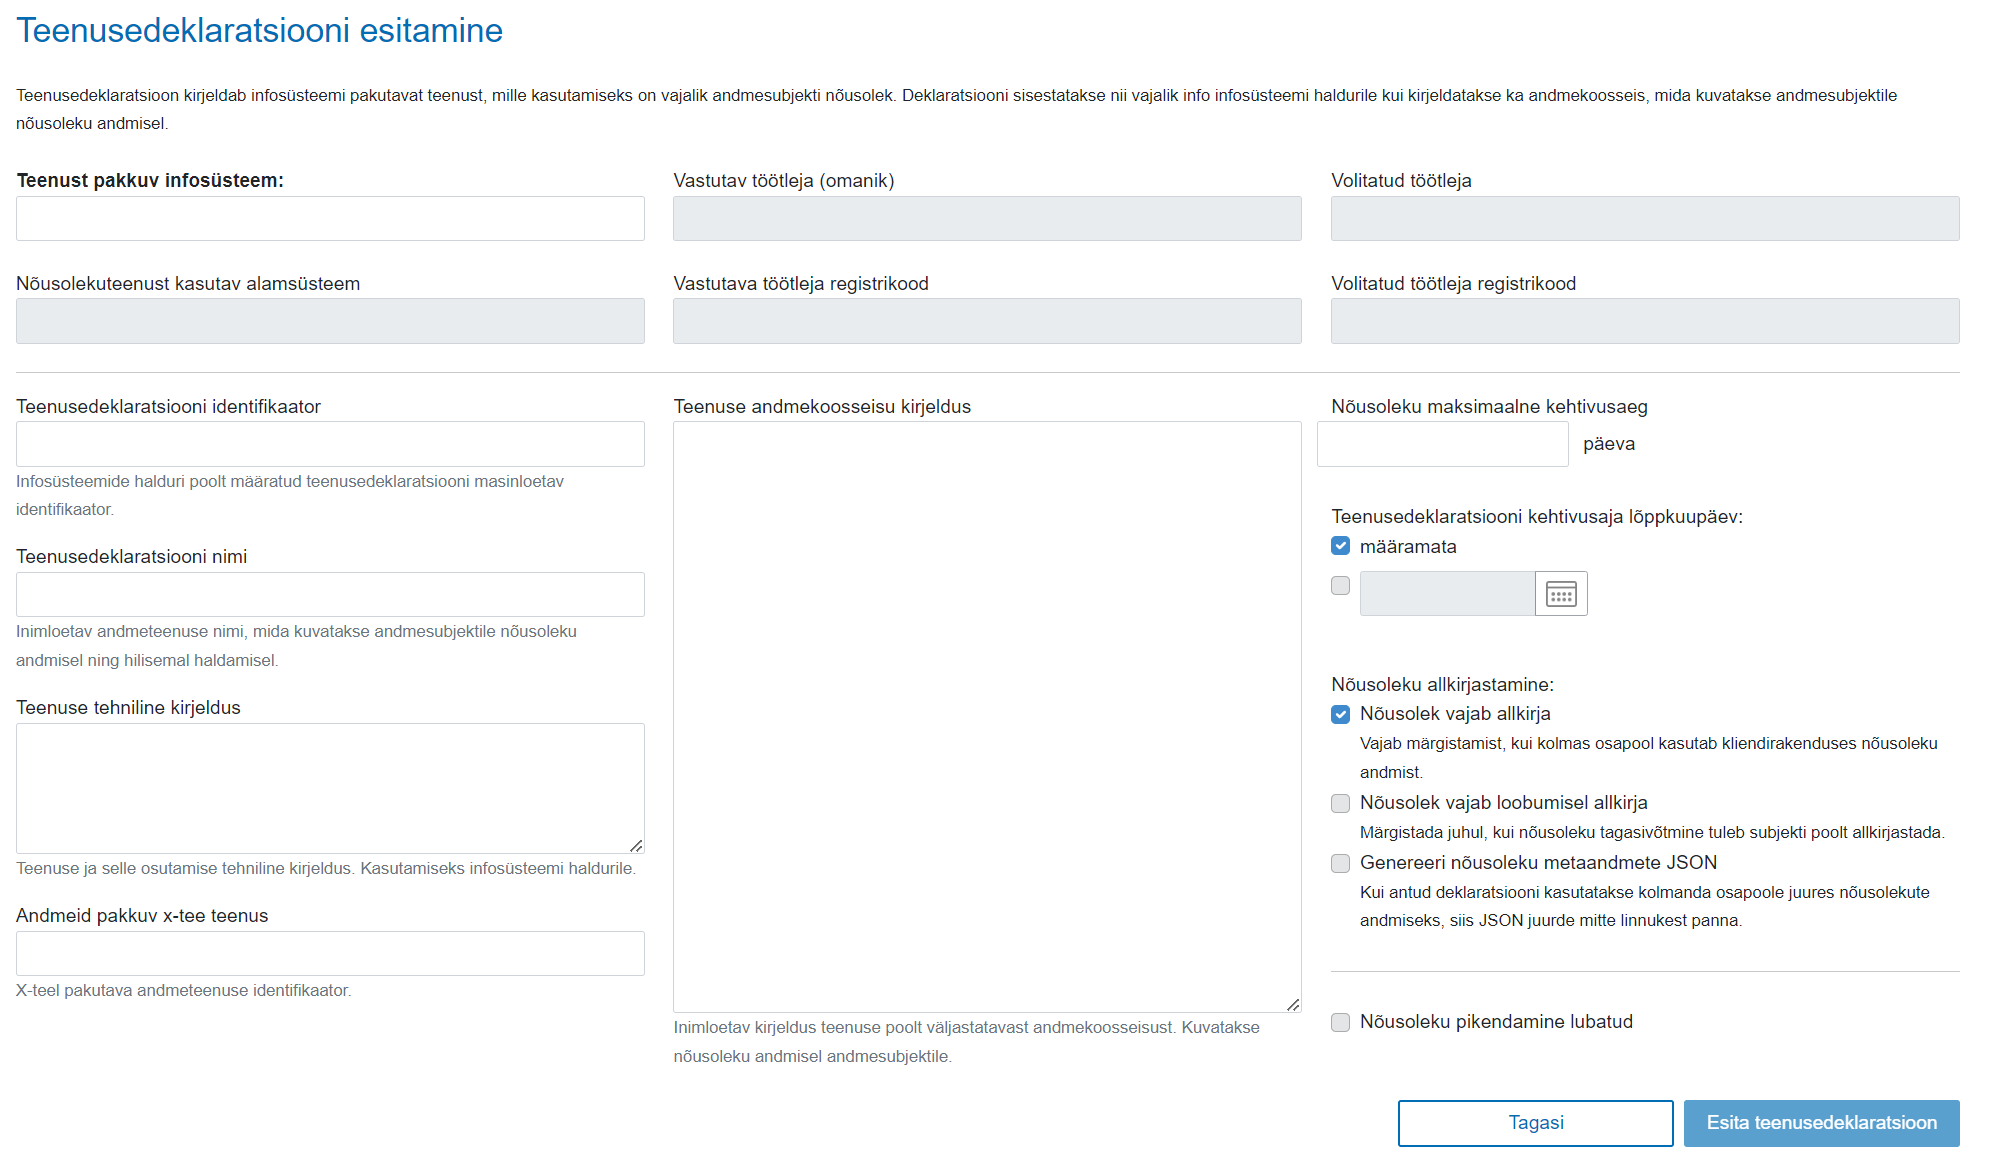 Teenusedeklaratsiooni esitamine
Teenusedeklaratsioon kirjeldab infosüsteemi pakutavat teenust, mille kasutamiseks on vajalik andmesubjekti nõusolek. Deklaratsiooni sisestatakse nii vajalik info infosüsteemi haldurile kui kirjeldatakse ka andmekoosseis, mida kuvatakse andmesubjektile
nõusoleku andmisel.
Teenust pakkuv infosüsteem:
Vastutav töötleja (omanik)
Volitatud töötleja
Nõusolekuteenust kasutav alamsüsteem
Vastutava töötleja registrikood
Volitatud töötleja registrikood
Teenusedeklaratsiooni identifikaator
Infosüsteemide halduri poolt määratud teenusedeklaratsiooni masinloetav
identifikaator.
Teenusedeklaratsiooni nimi
Inimloetav andmeteenuse nimi, mida kuvatakse andmesubjektile nõusoleku
andmisel ning hilisemal haldamisel.
Teenuse tehniline kirjeldus
Teenuse ja selle osutamise tehniline kirjeldus. Kasutamiseks infosüsteemi haldurile.
Andmeid pakkuv x-tee teenus
X-teel pakutava andmeteenuse identifikaator.
Teenuse andmekoosseisu kirjeldus
Inimloetav kirjeldus teenuse poolt väljastatavast andmekoosseisust. Kuvatakse
nõusoleku andmisel andmesubjektile.
Nõusoleku maksimaalne kehtivusaeg
päeva
Teenusedeklaratsiooni kehtivusaja lõppkuupäev:
määramata
Nõusoleku allkirjastamine:
Nõusolek vajab allkirja
Vajab märgistamist, kui kolmas osapool kasutab kliendirakenduses nõusoleku
andmist.
Nõusolek vajab loobumisel allkirja
Märgistada juhul, kui nõusoleku tagasivõtmine tuleb subjekti poolt allkirjastada.
Genereeri nõusoleku metaandmete JSON
Kui antud deklaratsiooni kasutatakse kolmanda osapoole juures nõusolekute
andmiseks, siis JSON juurde mitte linnukest panna.
Nõusoleku pikendamine lubatud
Tagasi
Esita teenusedeklaratsioon